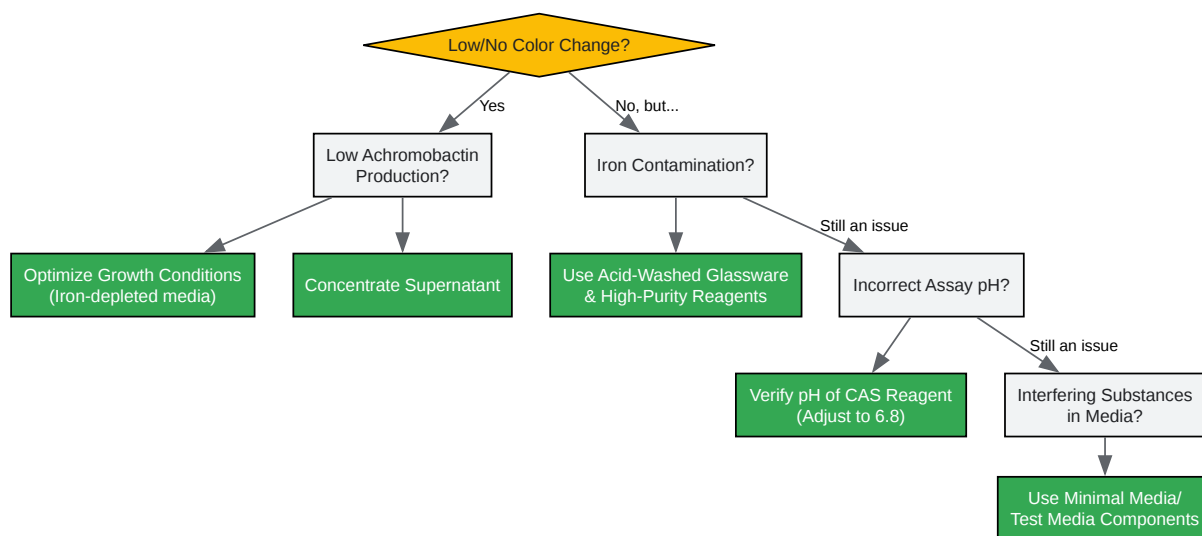 Low/No Color Change?
Yes
No, but...
Low Achromobactin
Production?
Iron Contamination?
Still an issue
Optimize Growth Conditions
(Iron-depleted media)
Concentrate Supernatant
Use Acid-Washed Glassware
& High-Purity Reagents
Incorrect Assay pH?
Still an issue
Verify pH of CAS Reagent
(Adjust to 6.8)
Interfering Substances
in Media?
Use Minimal Media/
Test Media Components